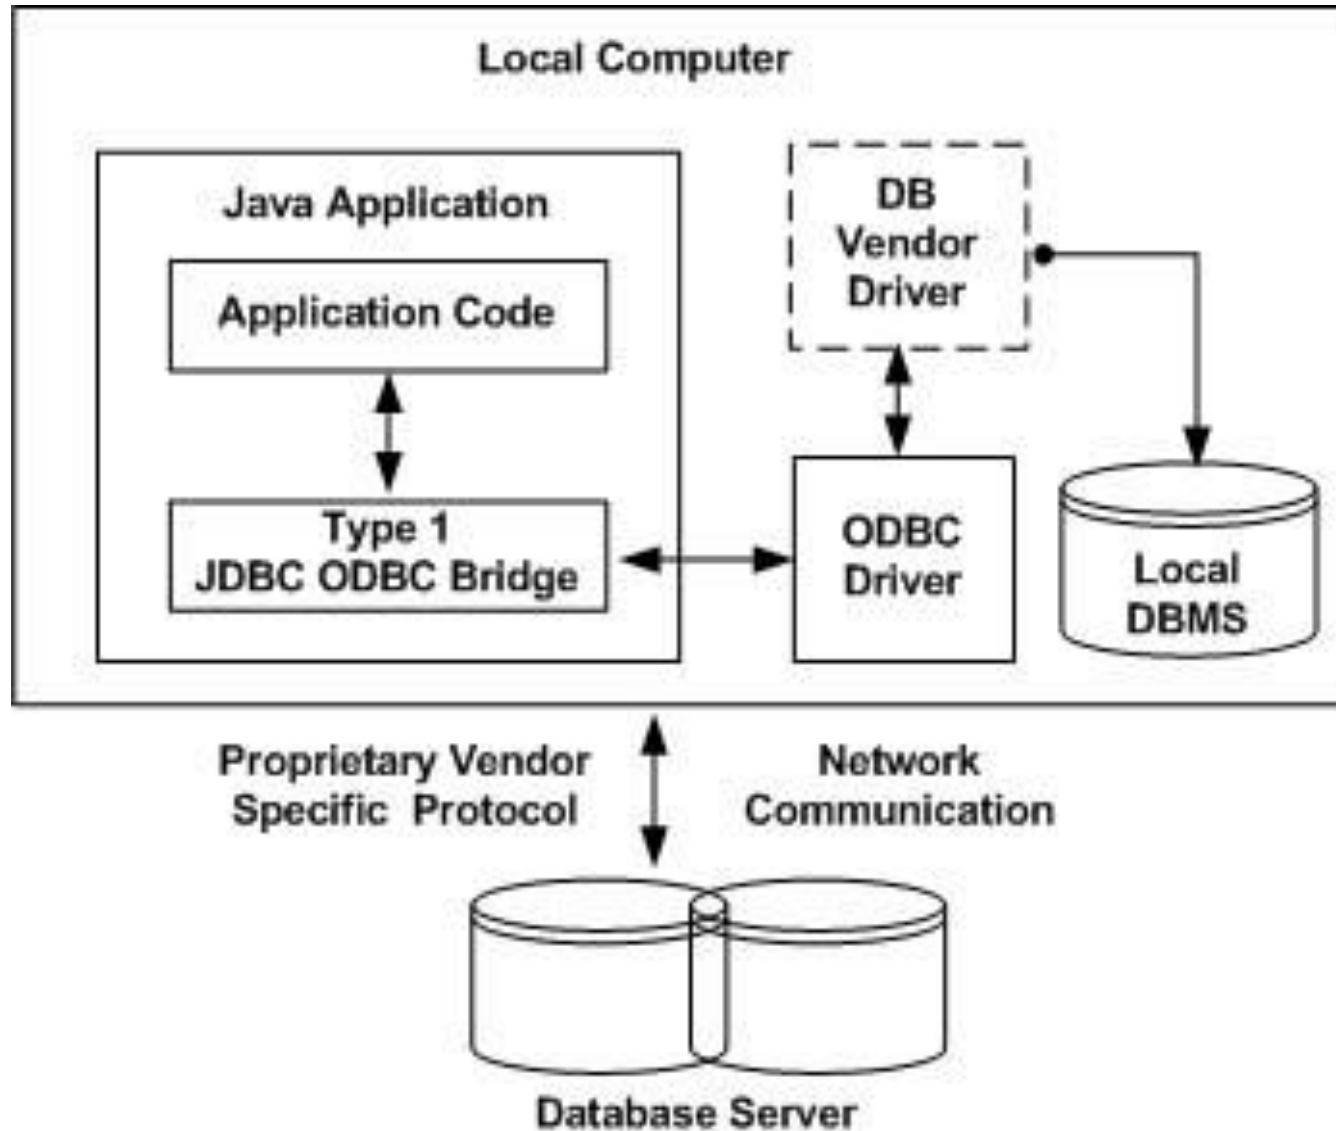 Local Computer
Java Application
Application Code
Type 1
JDBC ODBC Bridge
DB
Vendor
Driver
ODBC
Driver
Local
DBMS
Proprietary Vendor
Specific Protocol
Network
Communication
Database Server